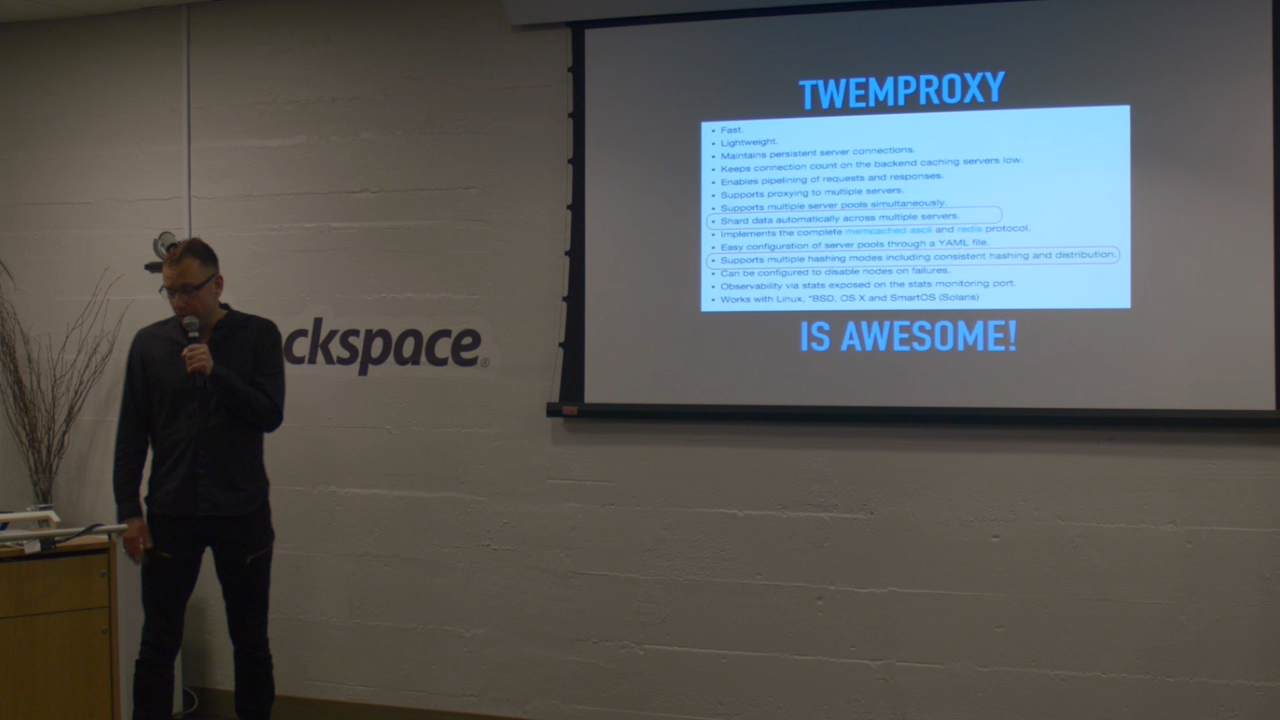 TWEMPROXY
• Fast.
• Lightweight.
• Maintains persistent server connections.
• Keeps connection count on the backend caching servers low.
• Enables pipelining of requests and responses.
• Supports proxying to multiple servers.
• Supports multiple server pools simultaneously.
• Shard data automatically across multiple servers.
• Implements the complete memcached ascii and redis protocol.
• Easy configuration of server pools through a YAML file.
• Supports multiple hashing modes including consistent hashing and distribution.
• Can be configured to disable nodes on failures.
• Observability via stats exposed on the stats monitoring port.
• Works with Linux, *BSD, OS X and SmartOS (Solaris)
IS AWESOME!
ckspace®